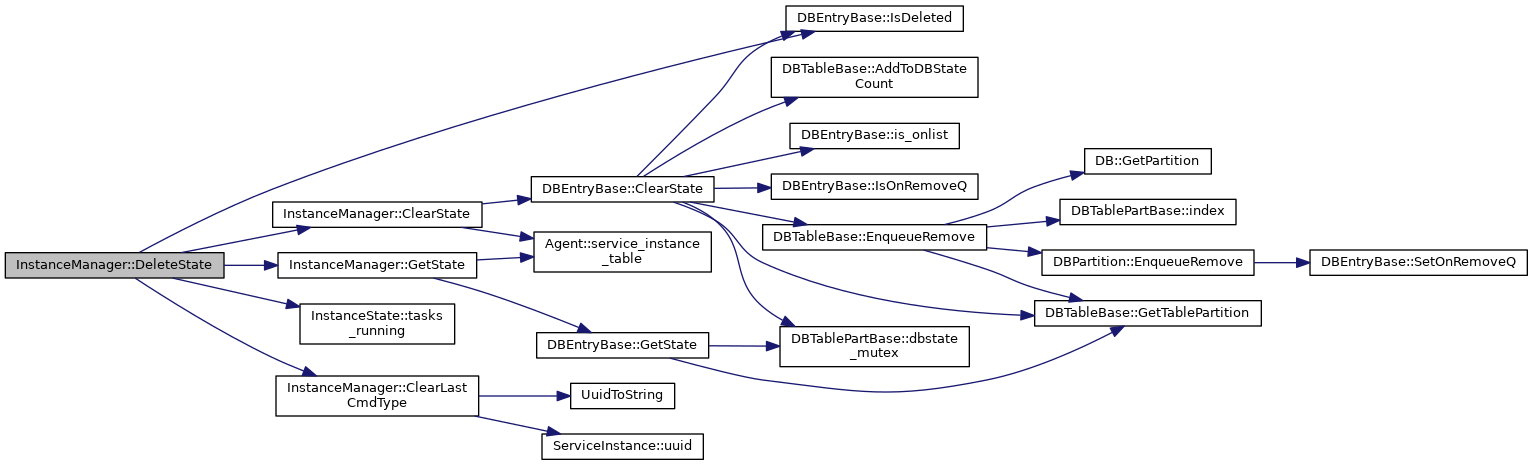 InstanceManager::DeleteState
InstanceManager::ClearState
InstanceManager::GetState
InstanceState::tasks
_running
InstanceManager::ClearLast
CmdType
DBEntryBase::ClearState
Agent::service_instance
_table
DBEntryBase::GetState
UuidToString
ServiceInstance::uuid
DBEntryBase::IsDeleted
DBTableBase::AddToDBState
Count
DBEntryBase::is_onlist
DBEntryBase::IsOnRemoveQ
DBTableBase::EnqueueRemove
DBTablePartBase::dbstate
_mutex
DB::GetPartition
DBTablePartBase::index
DBPartition::EnqueueRemove
DBTableBase::GetTablePartition
DBEntryBase::SetOnRemoveQ